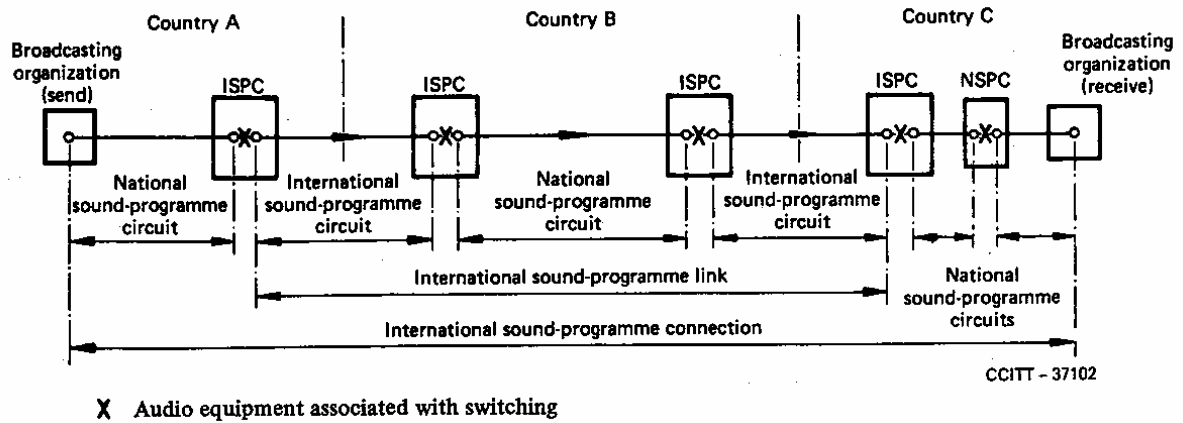 Country A
Country B
Country C
Broadcasting
organization
(send)
ISPC
ISPC
ISPC
ISPC
NSPC
Broadcasting
organization
(receive)
National
sound-programme
circuit
International
sound-programme
circuit
National
sound-programme
circuit
International
sound-programme
circuit
International sound-programme link
National
sound-programme
circuits
International sound-programme connection
CCITT - 37102
X Audio equipment associated with switching